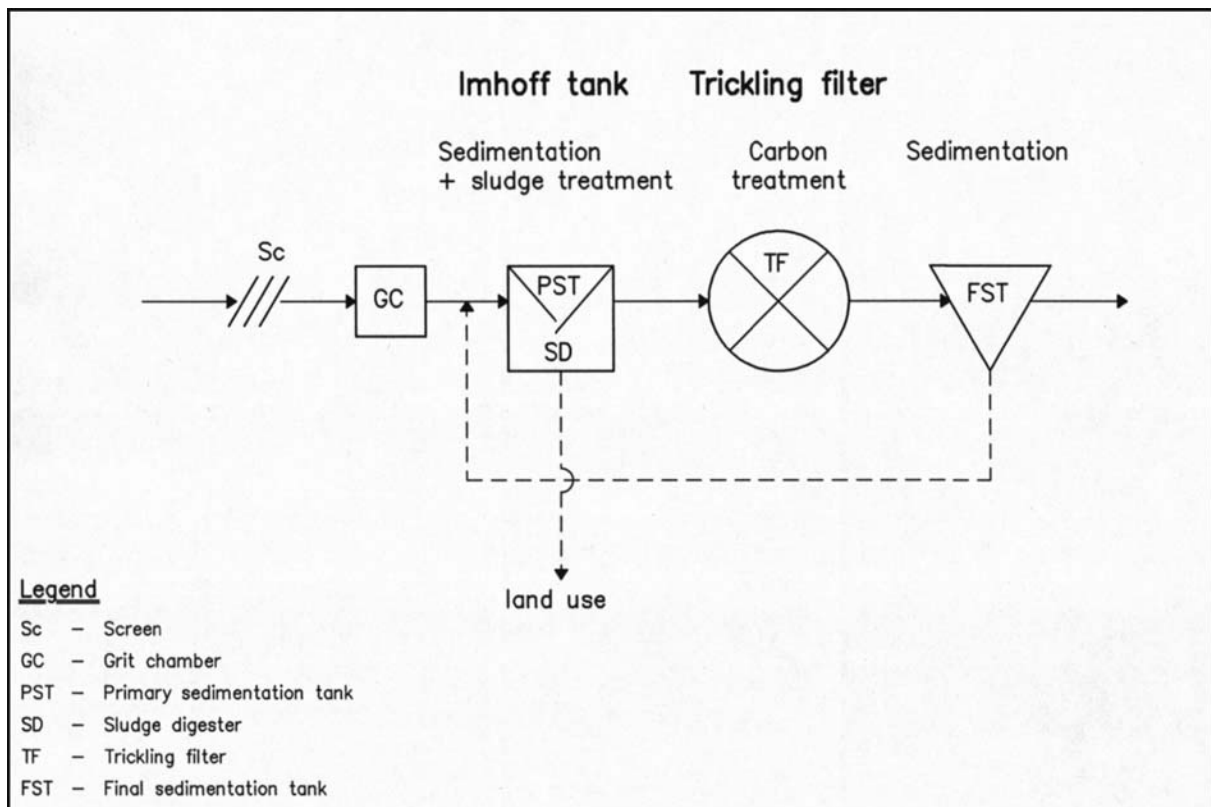 Imhoff tank
Trickling filter
Sedimentation
+ sludge treatment
Carbon
treatment
Sedimentation
Sc
GC
PST
SD
TF
FST
land use
Legend
Sc – Screen
GC – Grit chamber
PST – Primary sedimentation tank
SD – Sludge digester
TF – Trickling filter
FST – Final sedimentation tank